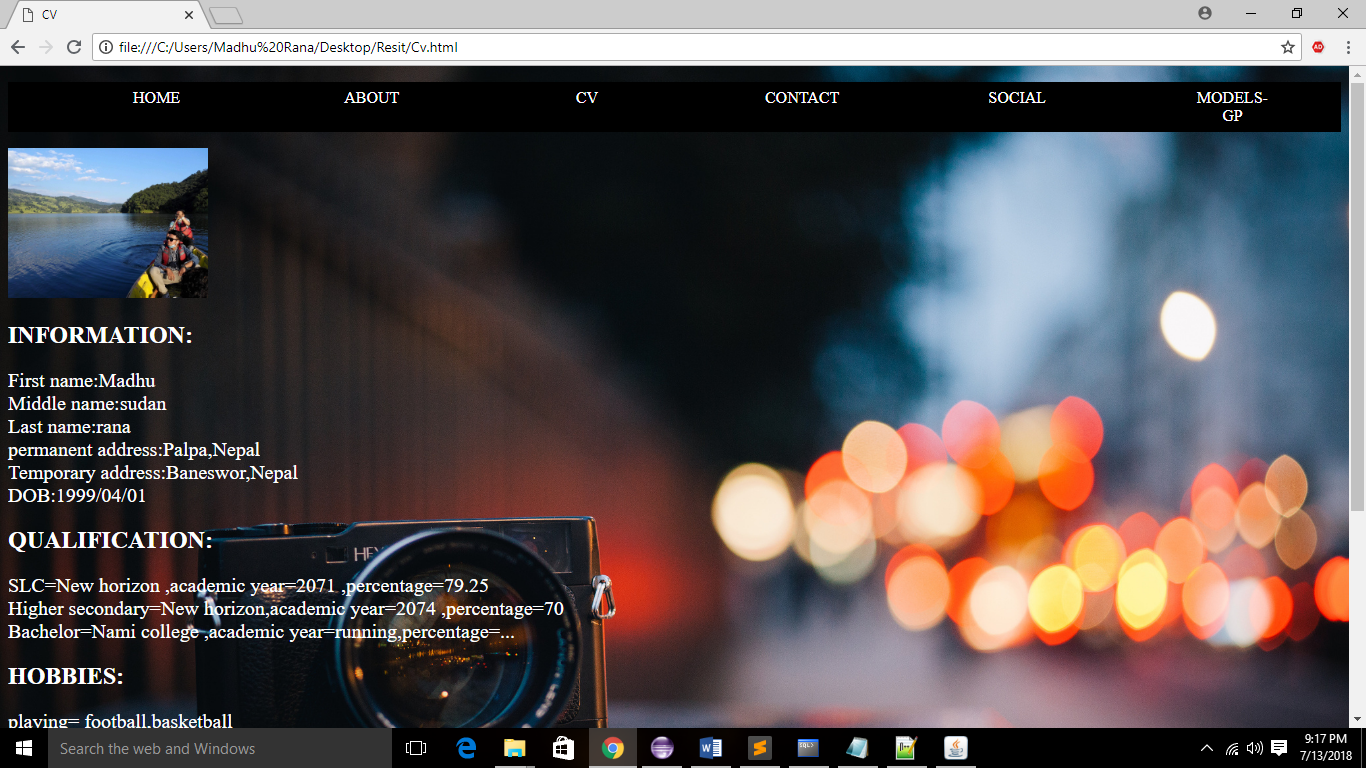 CV
file:///C:/Users/Madhu%20Rana/Desktop/Resit/Cv.html
HOME ABOUT CV CONTACT SOCIAL MODELS-
GP
INFORMATION:
First name:Madhu
Middle name:sudan
Last name:rana
permanent address:Palpa,Nepal
Temporary address:Baneswor,Nepal
DOB:1999/04/01
QUALIFICATION:
SLC=New horizon ,academic year=2071 ,percentage=79.25
Higher secondary=New horizon,academic year=2074 ,percentage=70
Bachelor=Nami college ,academic year=running,percentage=...
HOBBIES:
playing= football,basketball
Search the web and Windows
9:17 PM
7/13/2018